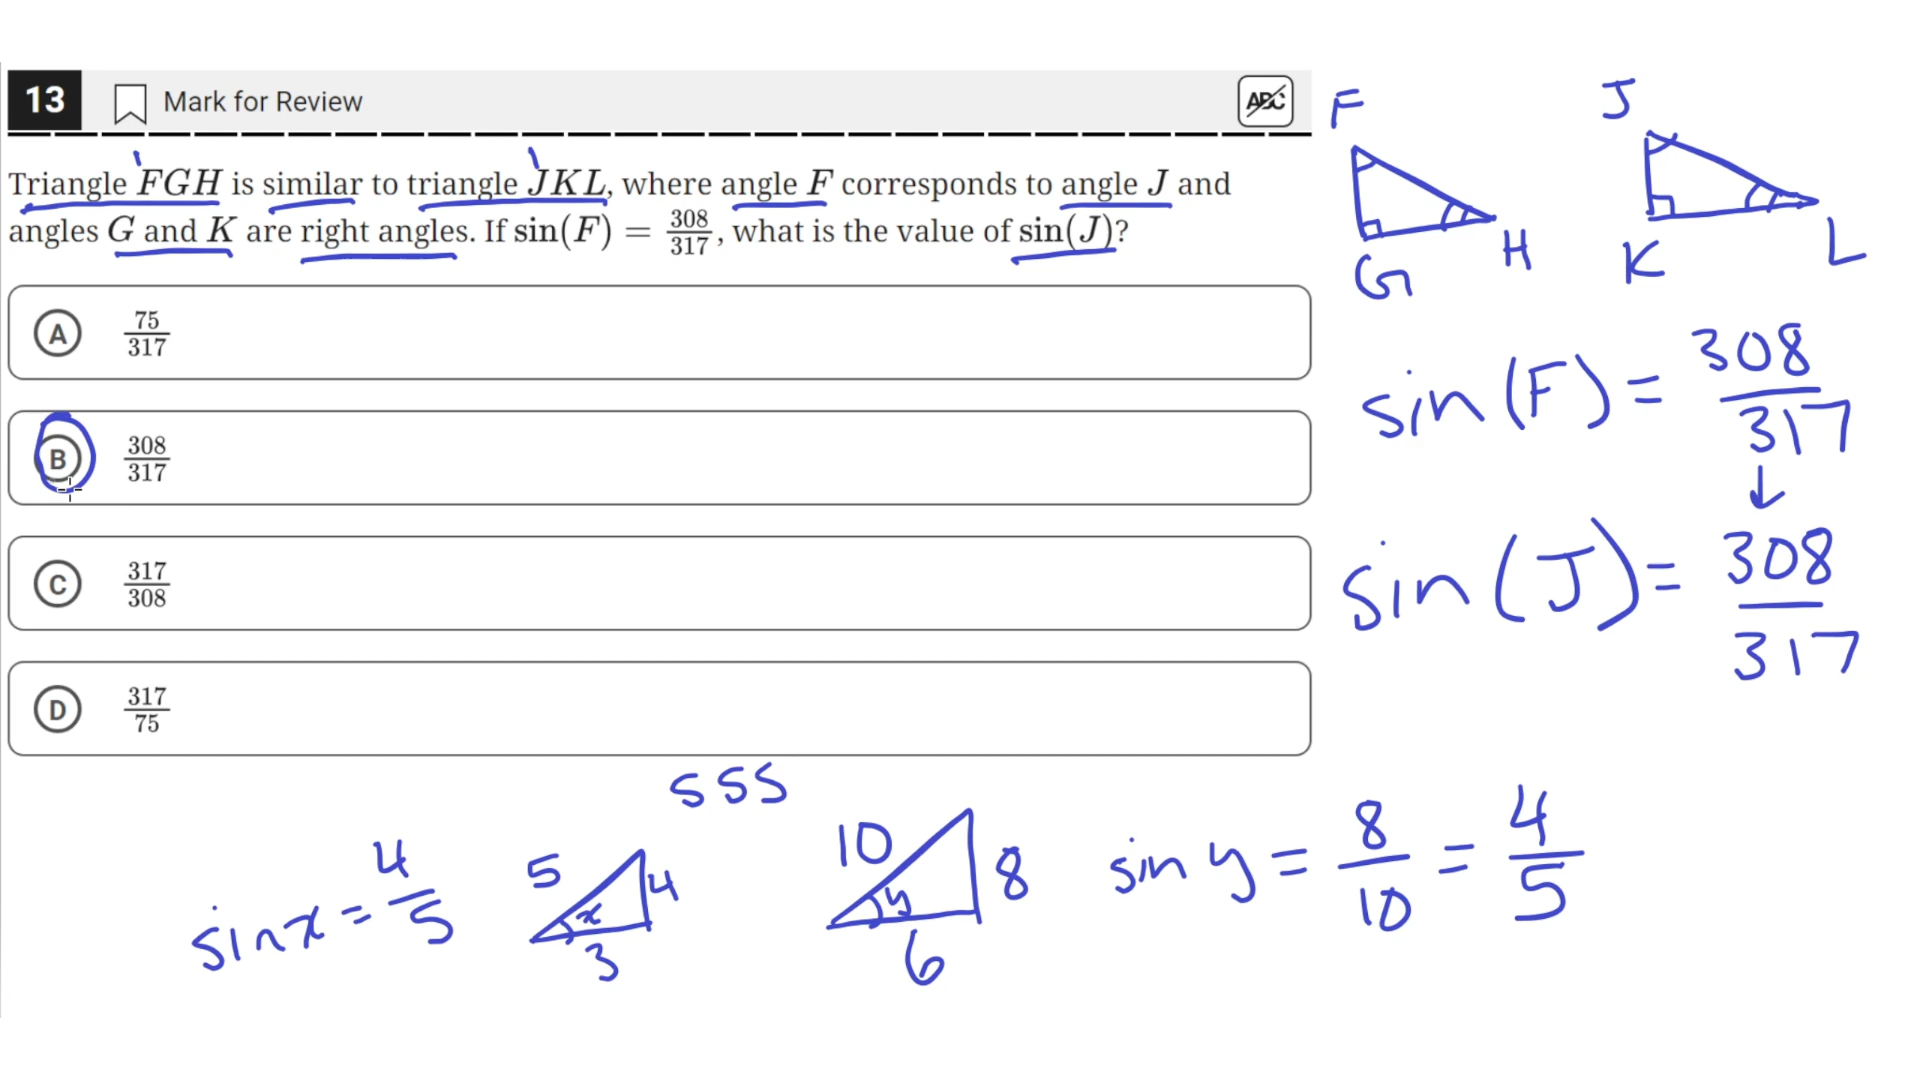 13 Mark for Review ABC
Triangle FGH is similar to triangle JKL, where angle F corresponds to angle J and
angles G and K are right angles. If sin(F) = 308/317, what is the value of sin(J)?
A 75/317
B 308/317
C 317/308
D 317/75
F
G
H
J
K
L
sin(F) = 308/317
↓
sin(J) = 308/317
SSS
sin x = 4/5
5
4
x
3
10
8
y
6
sin y = 8/10 = 4/5